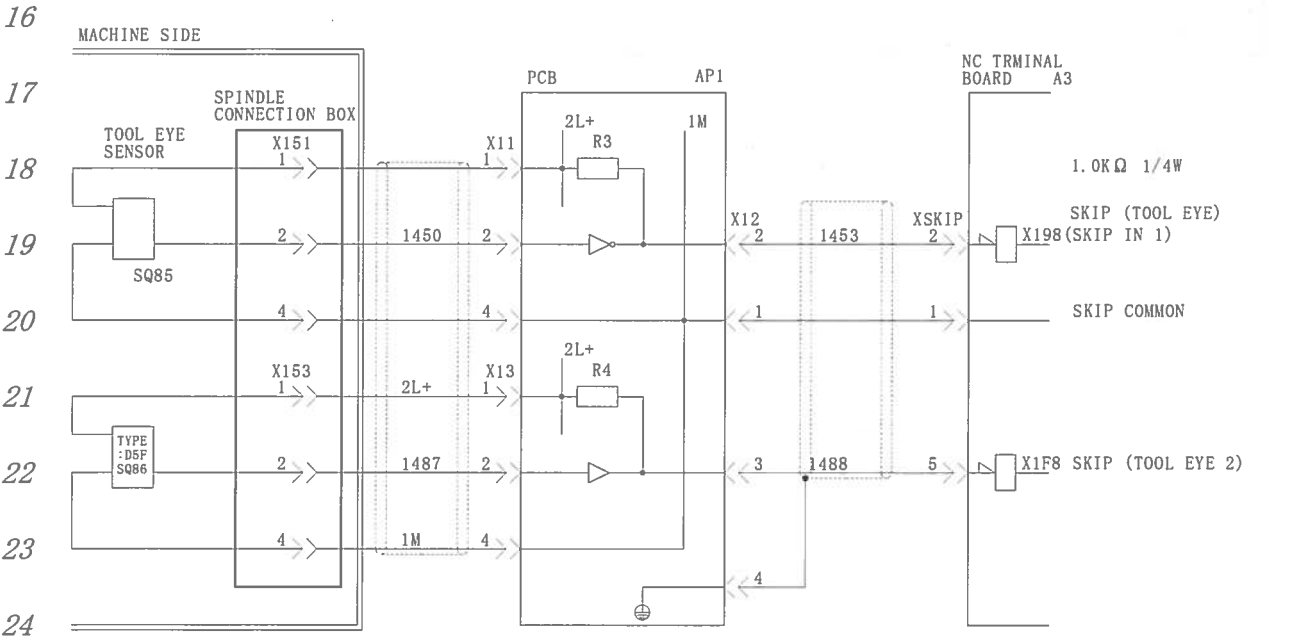 16
MACHINE SIDE
NC TRMINAL
PCB AP1 BOARD A3
17
SPINDLE
CONNECTION BOX
2L+ 1M
TOOL EYE
SENSOR
X151 X11 R3
18 1 1 1.0KΩ 1/4W
X12 XSKIP SKIP (TOOL EYE)
19 2 1450 2 2 1453 2 X198(SKIP IN 1)
SQ85
20 4 4 1 1 SKIP COMMON
2L+
X153 X13 R4
21 1 2L+ 1
TYPE
:D5F
SQ86
22 2 1487 2 3 1488 5 X1F8 SKIP (TOOL EYE 2)
23 4 1M 4
4
24